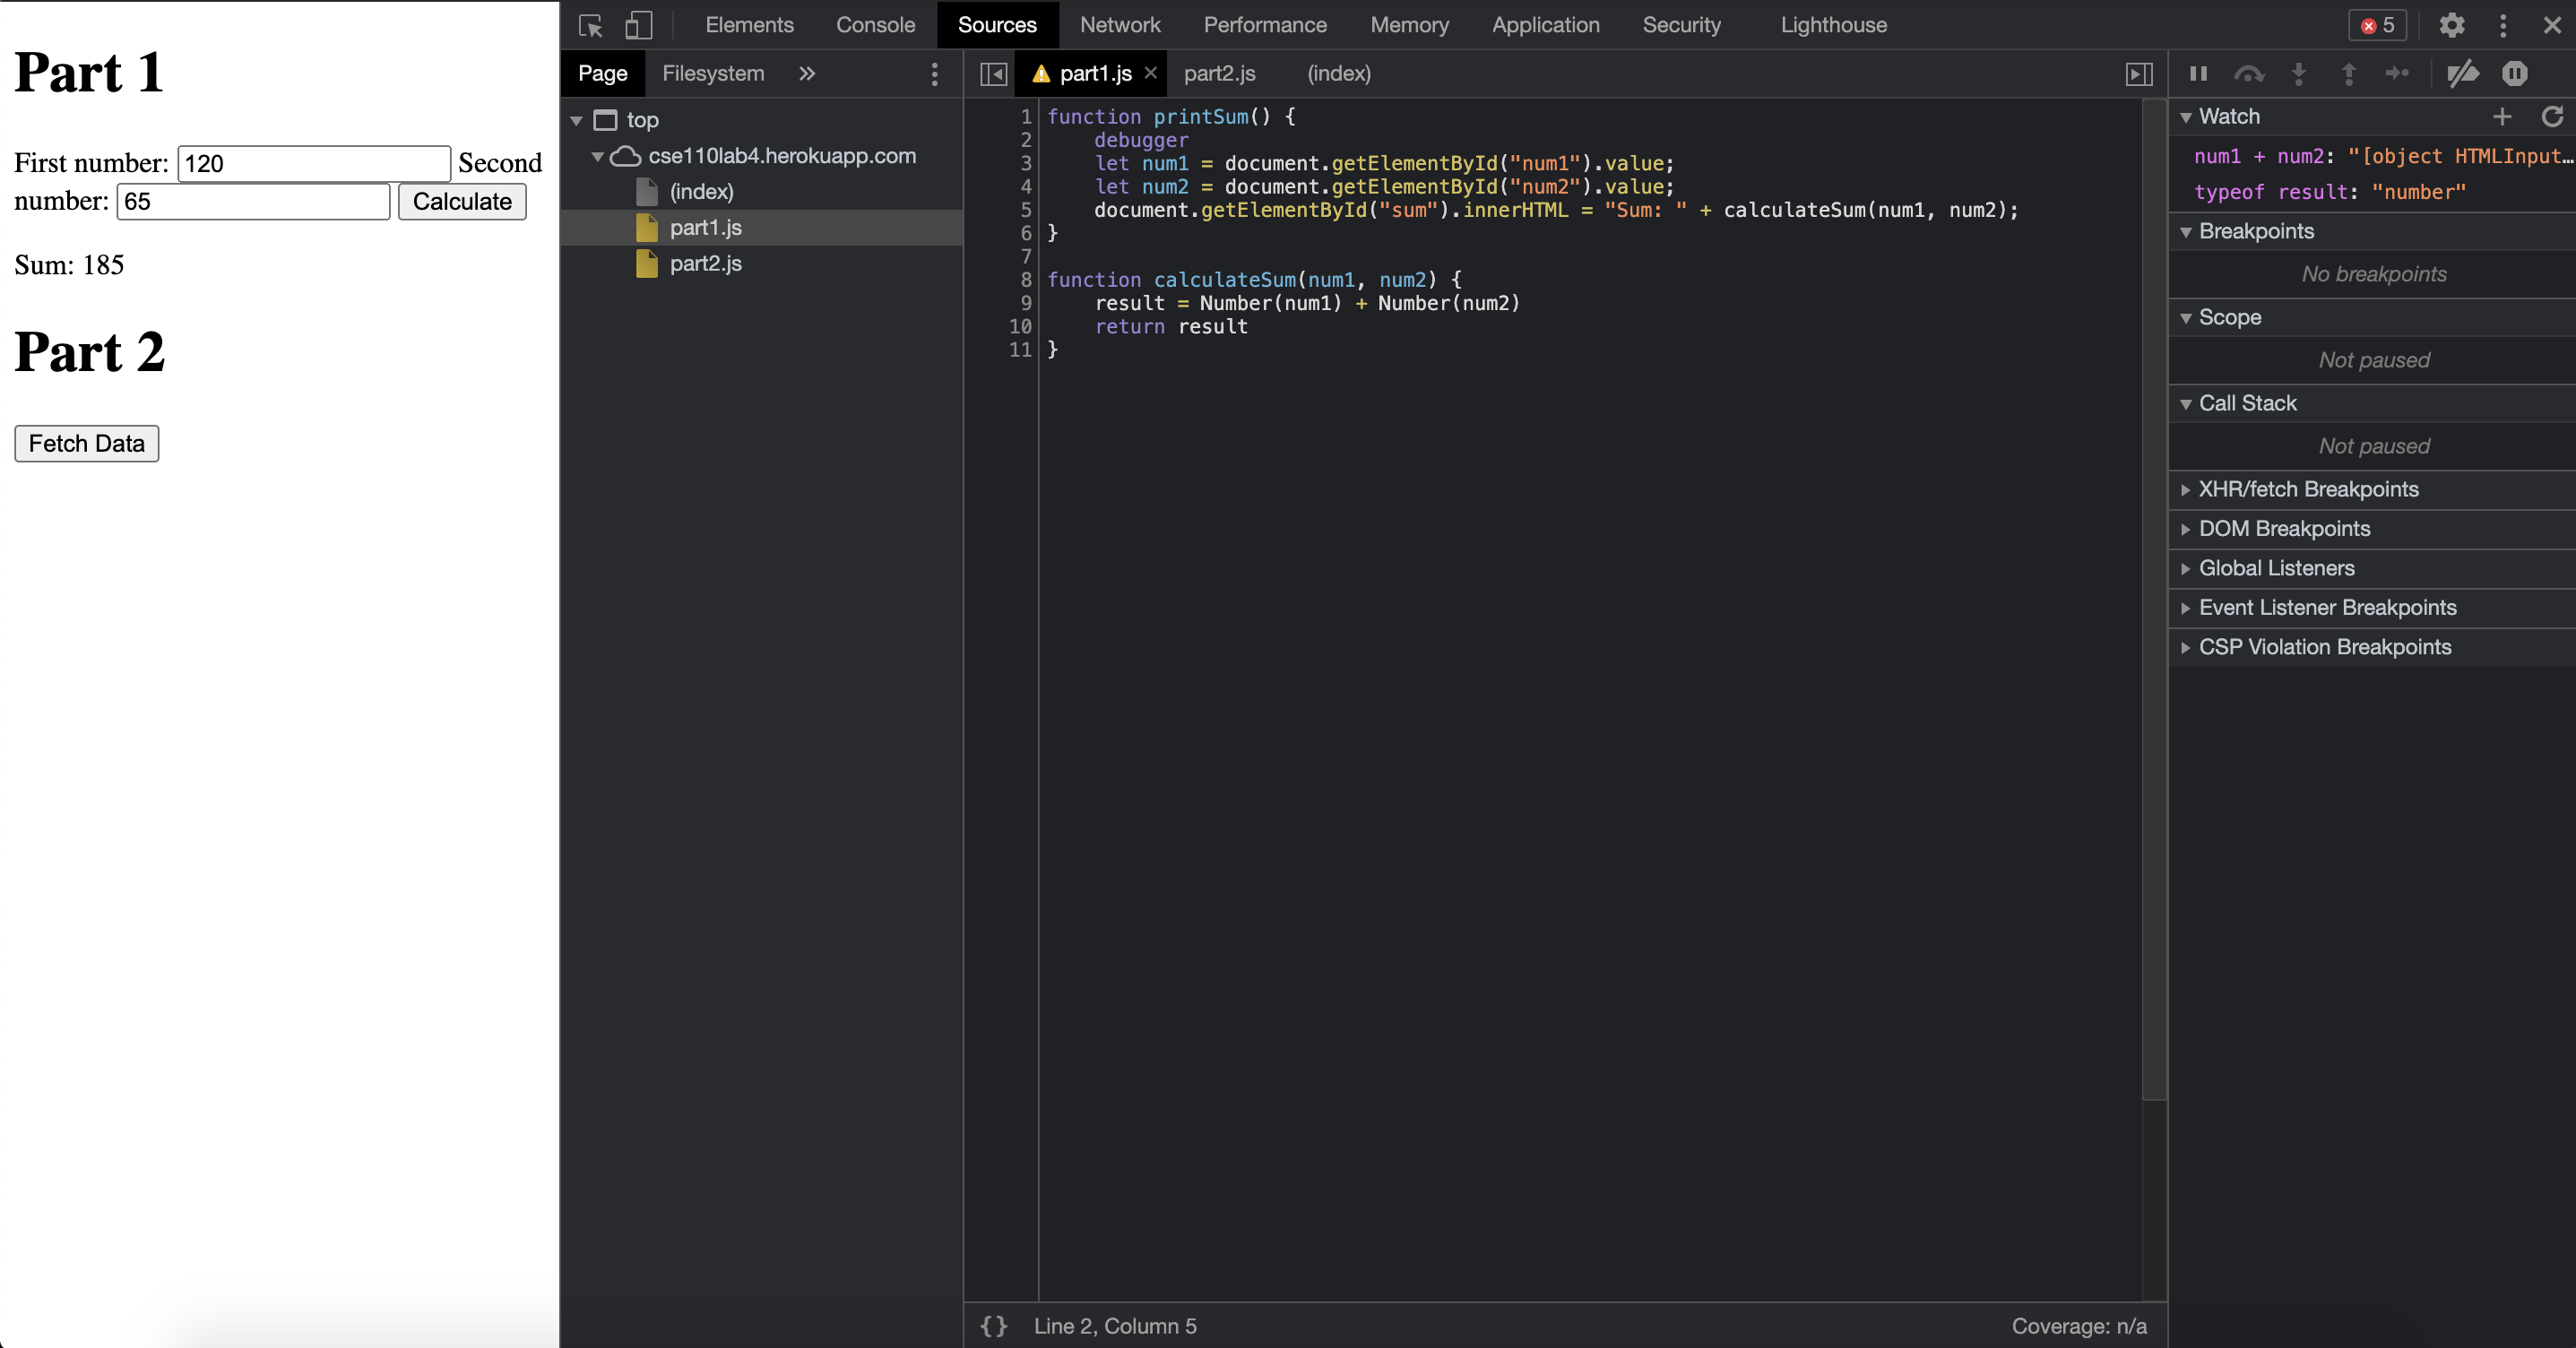 Part 1
First number: 120 Second
number: 65 Calculate
Sum: 185
Part 2
Fetch Data
Elements Console Sources Network Performance Memory Application Security Lighthouse 5
Page Filesystem »
top
cse110lab4.herokuapp.com
(index)
part1.js
part2.js
part1.js × part2.js (index)
1 function printSum() {
2     debugger
3     let num1 = document.getElementById("num1").value;
4     let num2 = document.getElementById("num2").value;
5     document.getElementById("sum").innerHTML = "Sum: " + calculateSum(num1, num2);
6 }
7
8 function calculateSum(num1, num2) {
9     result = Number(num1) + Number(num2)
10     return result
11 }
{} Line 2, Column 5 Coverage: n/a
Watch
num1 + num2: "[object HTMLInput…
typeof result: "number"
Breakpoints
No breakpoints
Scope
Not paused
Call Stack
Not paused
XHR/fetch Breakpoints
DOM Breakpoints
Global Listeners
Event Listener Breakpoints
CSP Violation Breakpoints